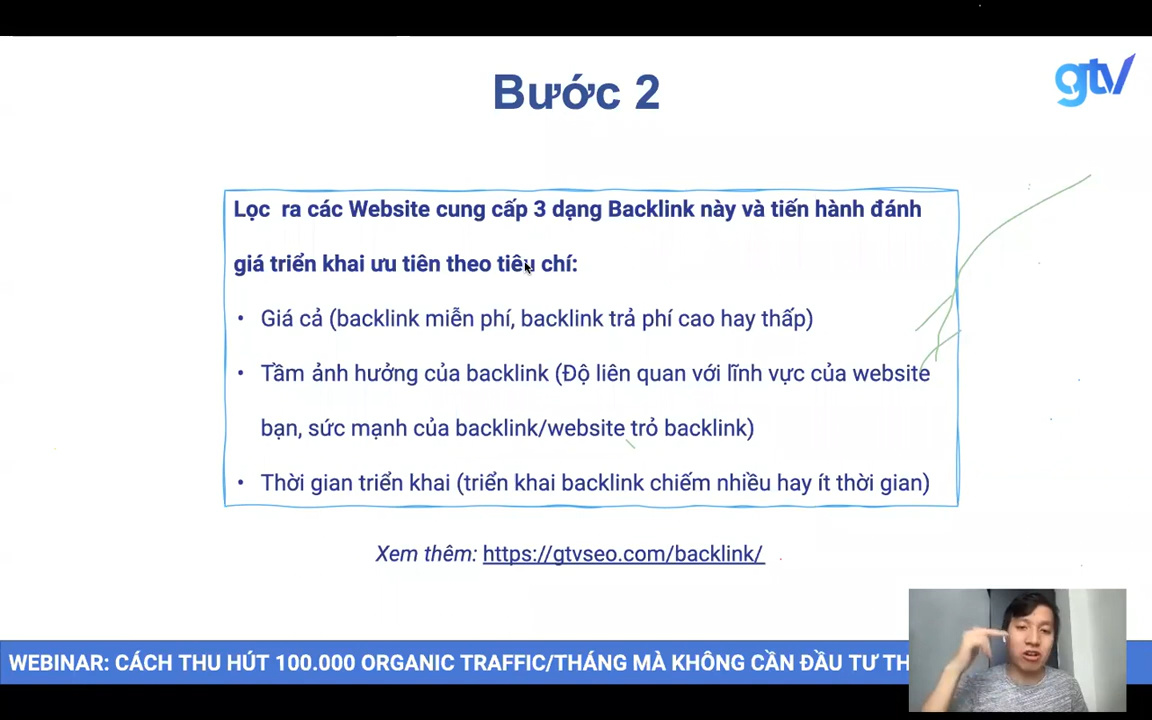 Bước 2
gtv
Lọc ra các Website cung cấp 3 dạng Backlink này và tiến hành đánh
giá triển khai ưu tiên theo tiêu chí:
• Giá cả (backlink miễn phí, backlink trả phí cao hay thấp)
• Tầm ảnh hưởng của backlink (Độ liên quan với lĩnh vực của website
bạn, sức mạnh của backlink/website trỏ backlink)
• Thời gian triển khai (triển khai backlink chiếm nhiều hay ít thời gian)
Xem thêm: https://gtvseo.com/backlink/
WEBINAR: CÁCH THU HÚT 100.000 ORGANIC TRAFFIC/THÁNG MÀ KHÔNG CẦN ĐẦU TƯ TH